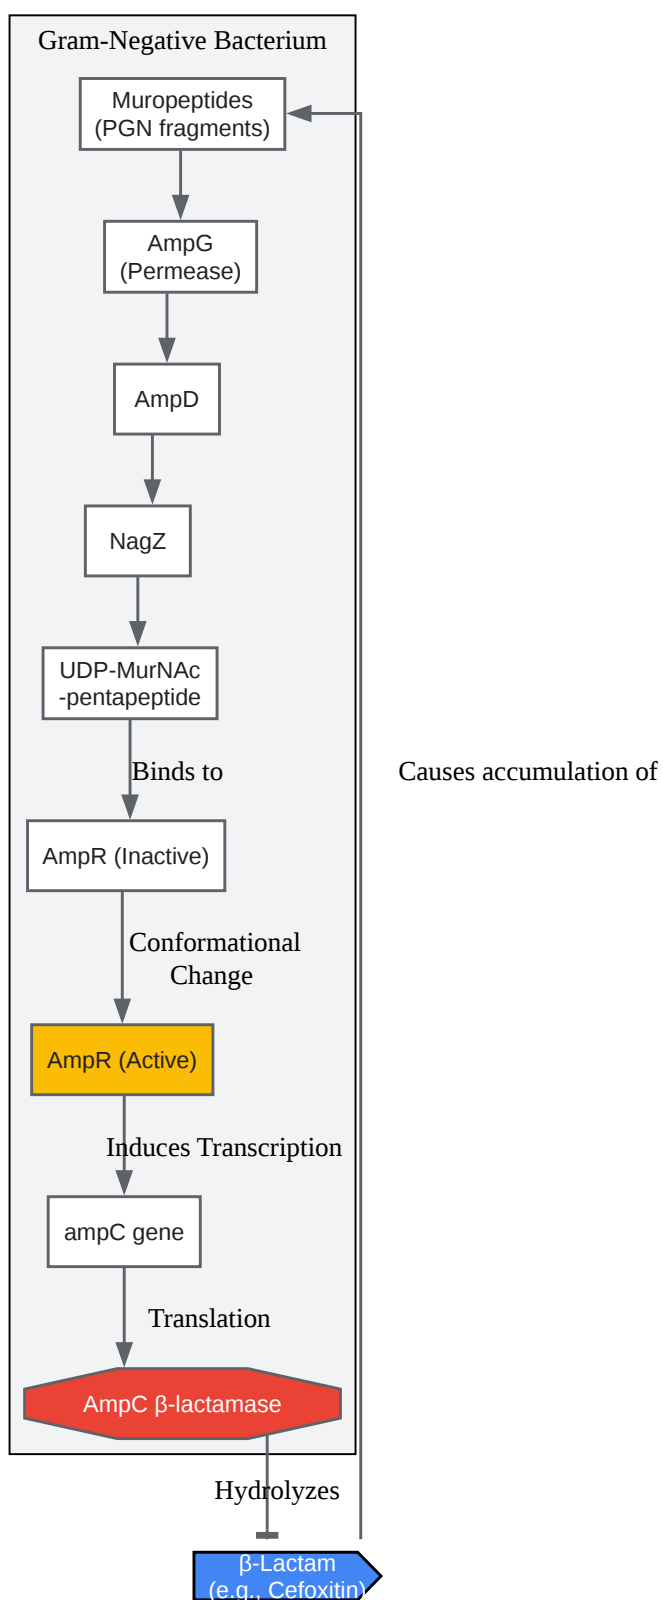 Gram-Negative Bacterium
Muropeptides
(PGN fragments)
AmpG
(Permease)
AmpD
NagZ
UDP-MurNAc
-pentapeptide
Binds to
Causes accumulation of
AmpR (Inactive)
Conformational
Change
AmpR (Active)
Induces Transcription
ampC gene
Translation
AmpC β-lactamase
Hydrolyzes
β-Lactam
(e.g., Cefoxitin)